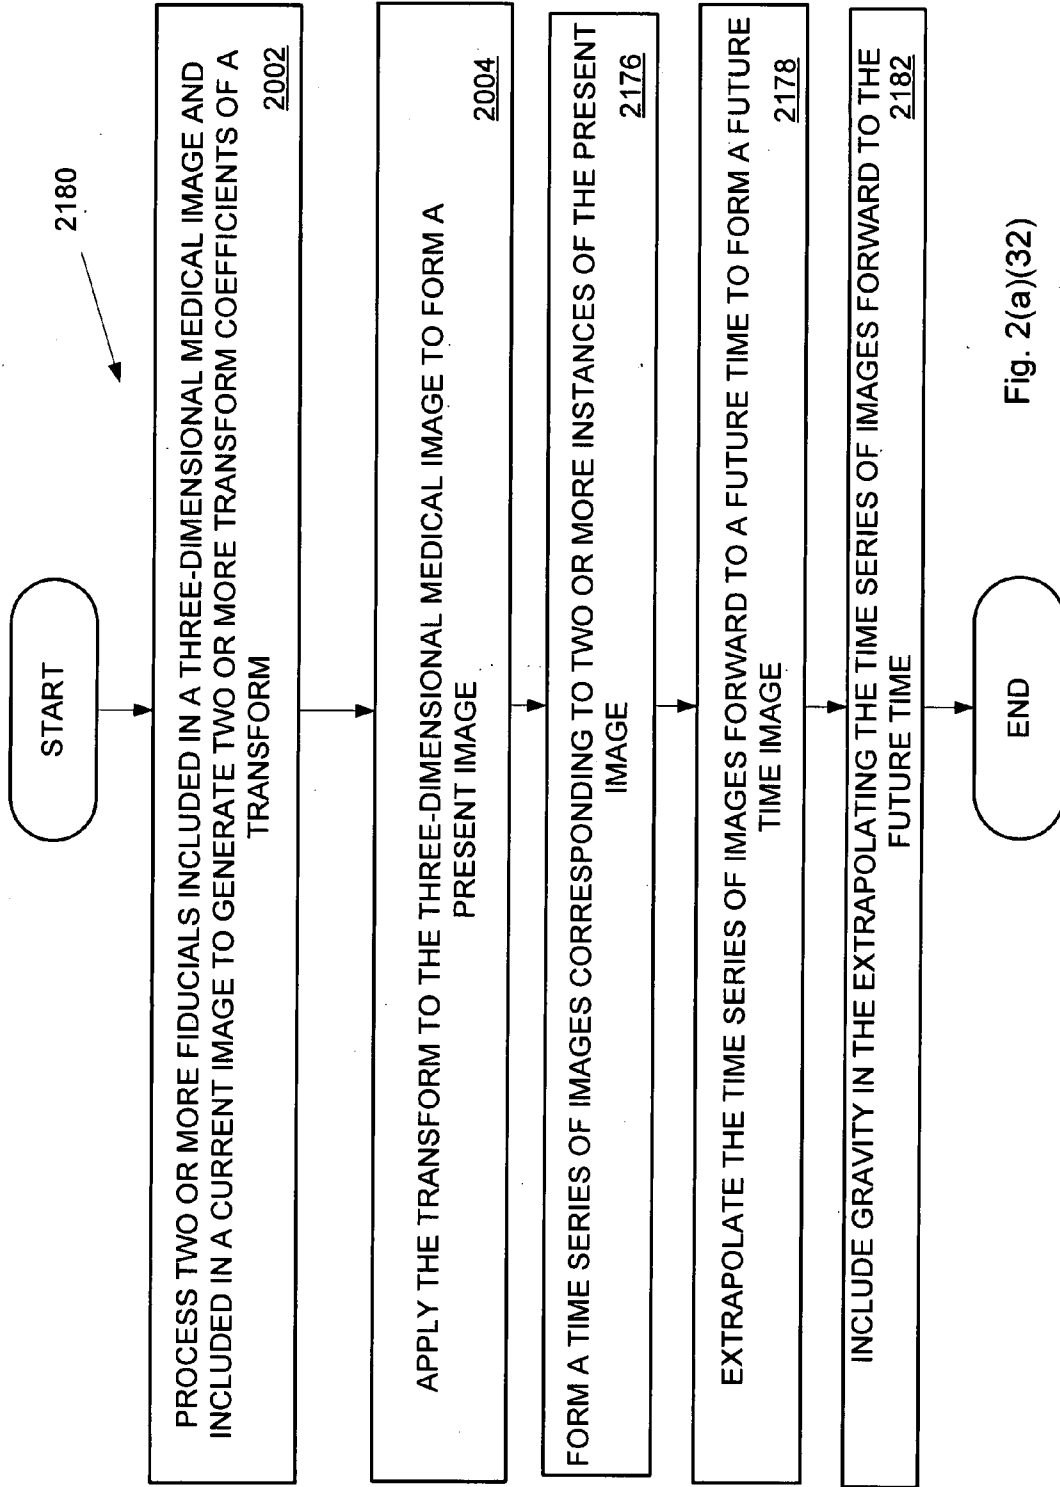 2180
START
PROCESS TWO OR MORE FIDUCIALS INCLUDED IN A THREE-DIMENSIONAL MEDICAL IMAGE AND
INCLUDED IN A CURRENT IMAGE TO GENERATE TWO OR MORE TRANSFORM COEFFICIENTS OF A
TRANSFORM
2002
APPLY THE TRANSFORM TO THE THREE-DIMENSIONAL MEDICAL IMAGE TO FORM A
PRESENT IMAGE
2004
FORM A TIME SERIES OF IMAGES CORRESPONDING TO TWO OR MORE INSTANCES OF THE PRESENT
IMAGE
2176
EXTRAPOLATE THE TIME SERIES OF IMAGES FORWARD TO A FUTURE TIME TO FORM A FUTURE
TIME IMAGE
2178
INCLUDE GRAVITY IN THE EXTRAPOLATING THE TIME SERIES OF IMAGES FORWARD TO THE
FUTURE TIME
2182
END
Fig. 2(a)(32)